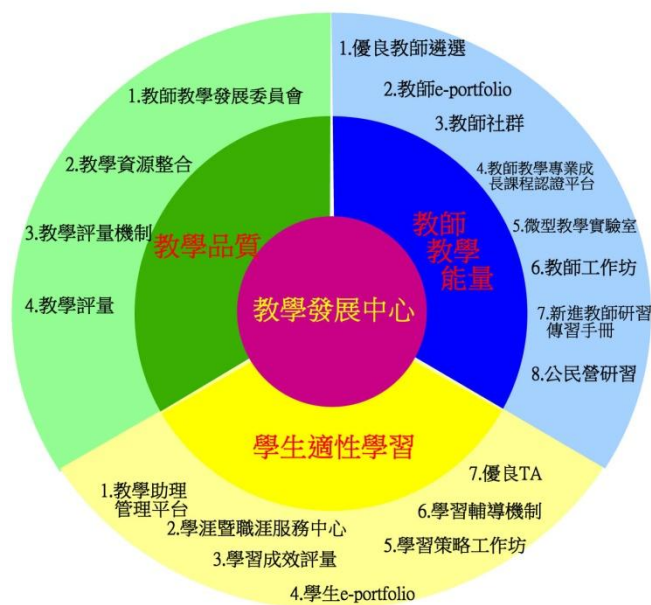 教學發展中心
教學品質
1.教師教學發展委員會
2.教學資源整合
3.教學評量機制
4.教學評量
教師
教學
能量
1.優良教師遴選
2.教師e-portfolio
3.教師社群
4.教師教學專業成
長課程認證平台
5.微型教學實驗室
6.教師工作坊
7.新進教師研習
傳習手冊
8.公民營研習
學生適性學習
1.教學助理
管理平台
2.學涯暨職涯服務中心
3.學習成效評量
4.學生e-portfolio
5.學習策略工作坊
6.學習輔導機制
7.優良TA